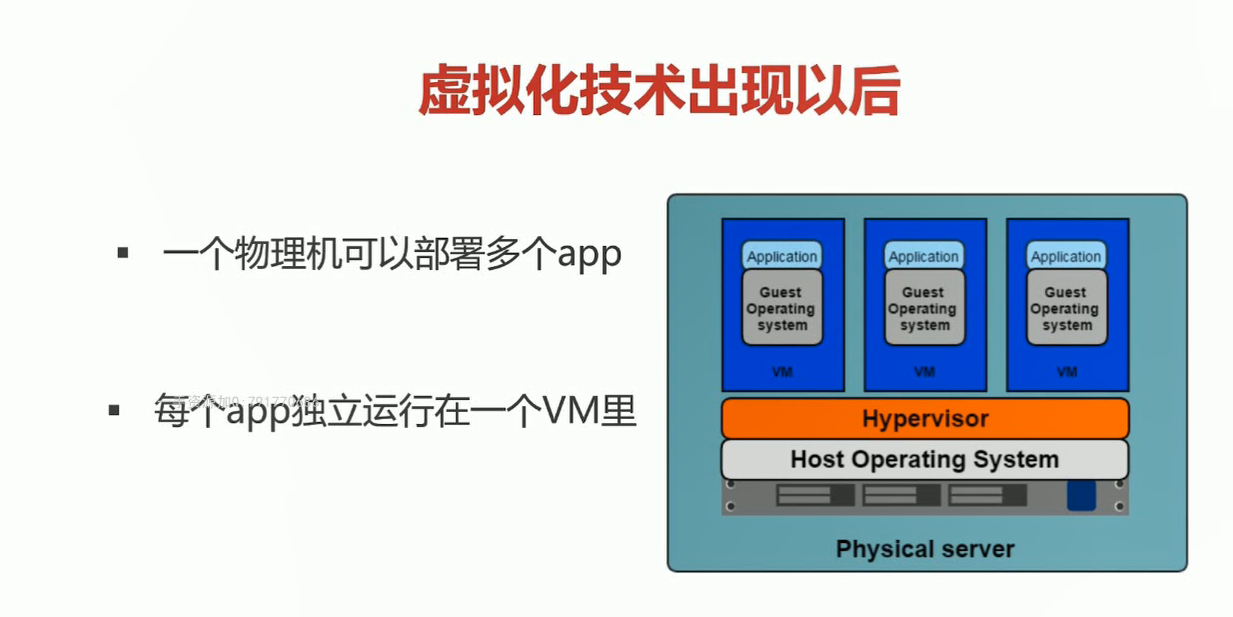 虚拟化技术出现以后
▪ 一个物理机可以部署多个app
▪ 每个app独立运行在一个VM里
Application
Guest
Operating
system
VM
Application
Guest
Operating
system
VM
Application
Guest
Operating
system
VM
Hypervisor
Host Operating System
Physical server